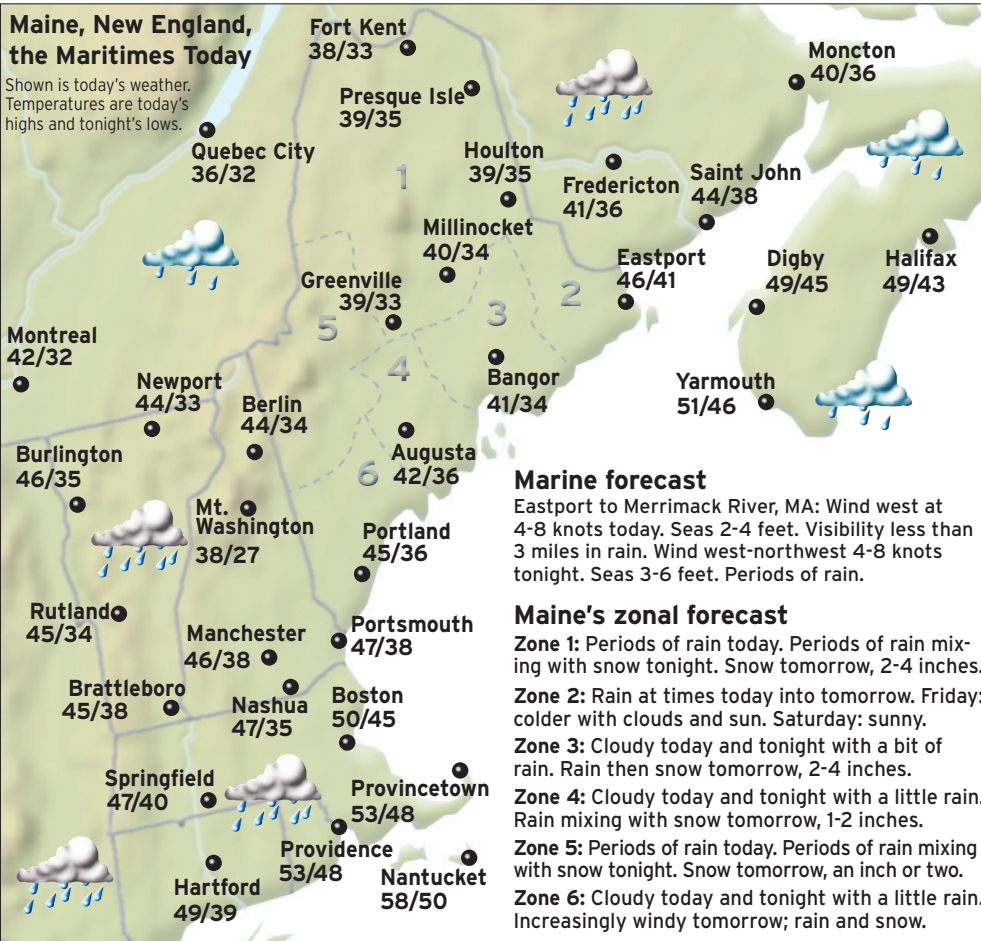 Maine, New England,
the Maritimes Today
Shown is today's weather.
Temperatures are today's
highs and tonight's lows.
Fort Kent
38/33
Moncton
40/36
Presque Isle
39/35
Quebec City
36/32
1
Houlton
39/35
Fredericton
41/36
Saint John
44/38
Millinocket
40/34
Eastport
46/41
Digby
49/45
Halifax
49/43
Greenville
39/33
2
3
5
4
Montreal
42/32
Newport
44/33
Berlin
44/34
Bangor
41/34
Yarmouth
51/46
Burlington
46/35
Augusta
42/36
6
Mt.
Washington
38/27
Portland
45/36
Rutland
45/34
Manchester
46/38
Portsmouth
47/38
Brattleboro
45/38
Nashua
47/35
Boston
50/45
Springfield
47/40
Provincetown
53/48
Providence
53/48
Hartford
49/39
Nantucket
58/50
Marine forecast
Eastport to Merrimack River, MA: Wind west at
4-8 knots today. Seas 2-4 feet. Visibility less than
3 miles in rain. Wind west-northwest 4-8 knots
tonight. Seas 3-6 feet. Periods of rain.
Maine's zonal forecast
Zone 1: Periods of rain today. Periods of rain mix-
ing with snow tonight. Snow tomorrow, 2-4 inches.
Zone 2: Rain at times today into tomorrow. Friday:
colder with clouds and sun. Saturday: sunny.
Zone 3: Cloudy today and tonight with a bit of
rain. Rain then snow tomorrow, 2-4 inches.
Zone 4: Cloudy today and tonight with a little rain.
Rain mixing with snow tomorrow, 1-2 inches.
Zone 5: Periods of rain today. Periods of rain mixing
with snow tonight. Snow tomorrow, an inch or two.
Zone 6: Cloudy today and tonight with a little rain.
Increasingly windy tomorrow; rain and snow.